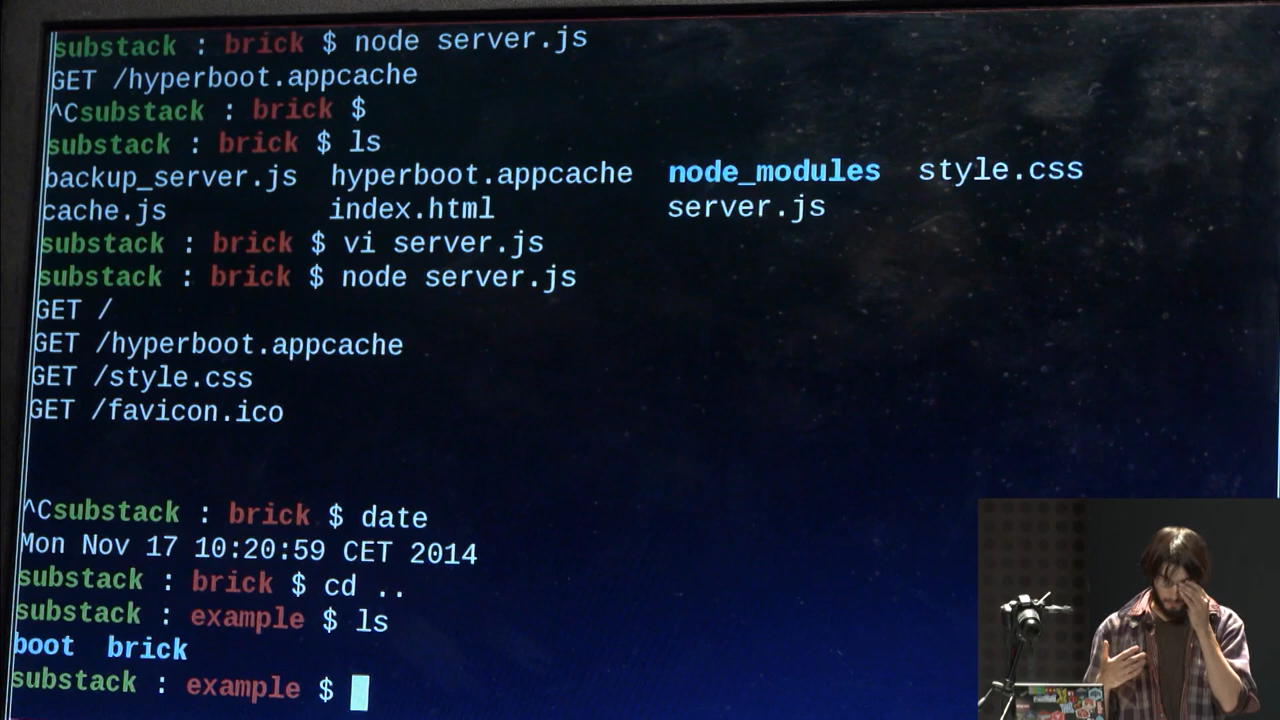 substack : brick $ node server.js
GET /hyperboot.appcache
^Csubstack : brick $
substack : brick $ ls
backup_server.js hyperboot.appcache node_modules style.css
cache.js index.html server.js
substack : brick $ vi server.js
substack : brick $ node server.js
GET /
GET /hyperboot.appcache
GET /style.css
GET /favicon.ico
^Csubstack : brick $ date
Mon Nov 17 10:20:59 CET 2014
substack : brick $ cd ..
substack : example $ ls
boot brick
substack : example $